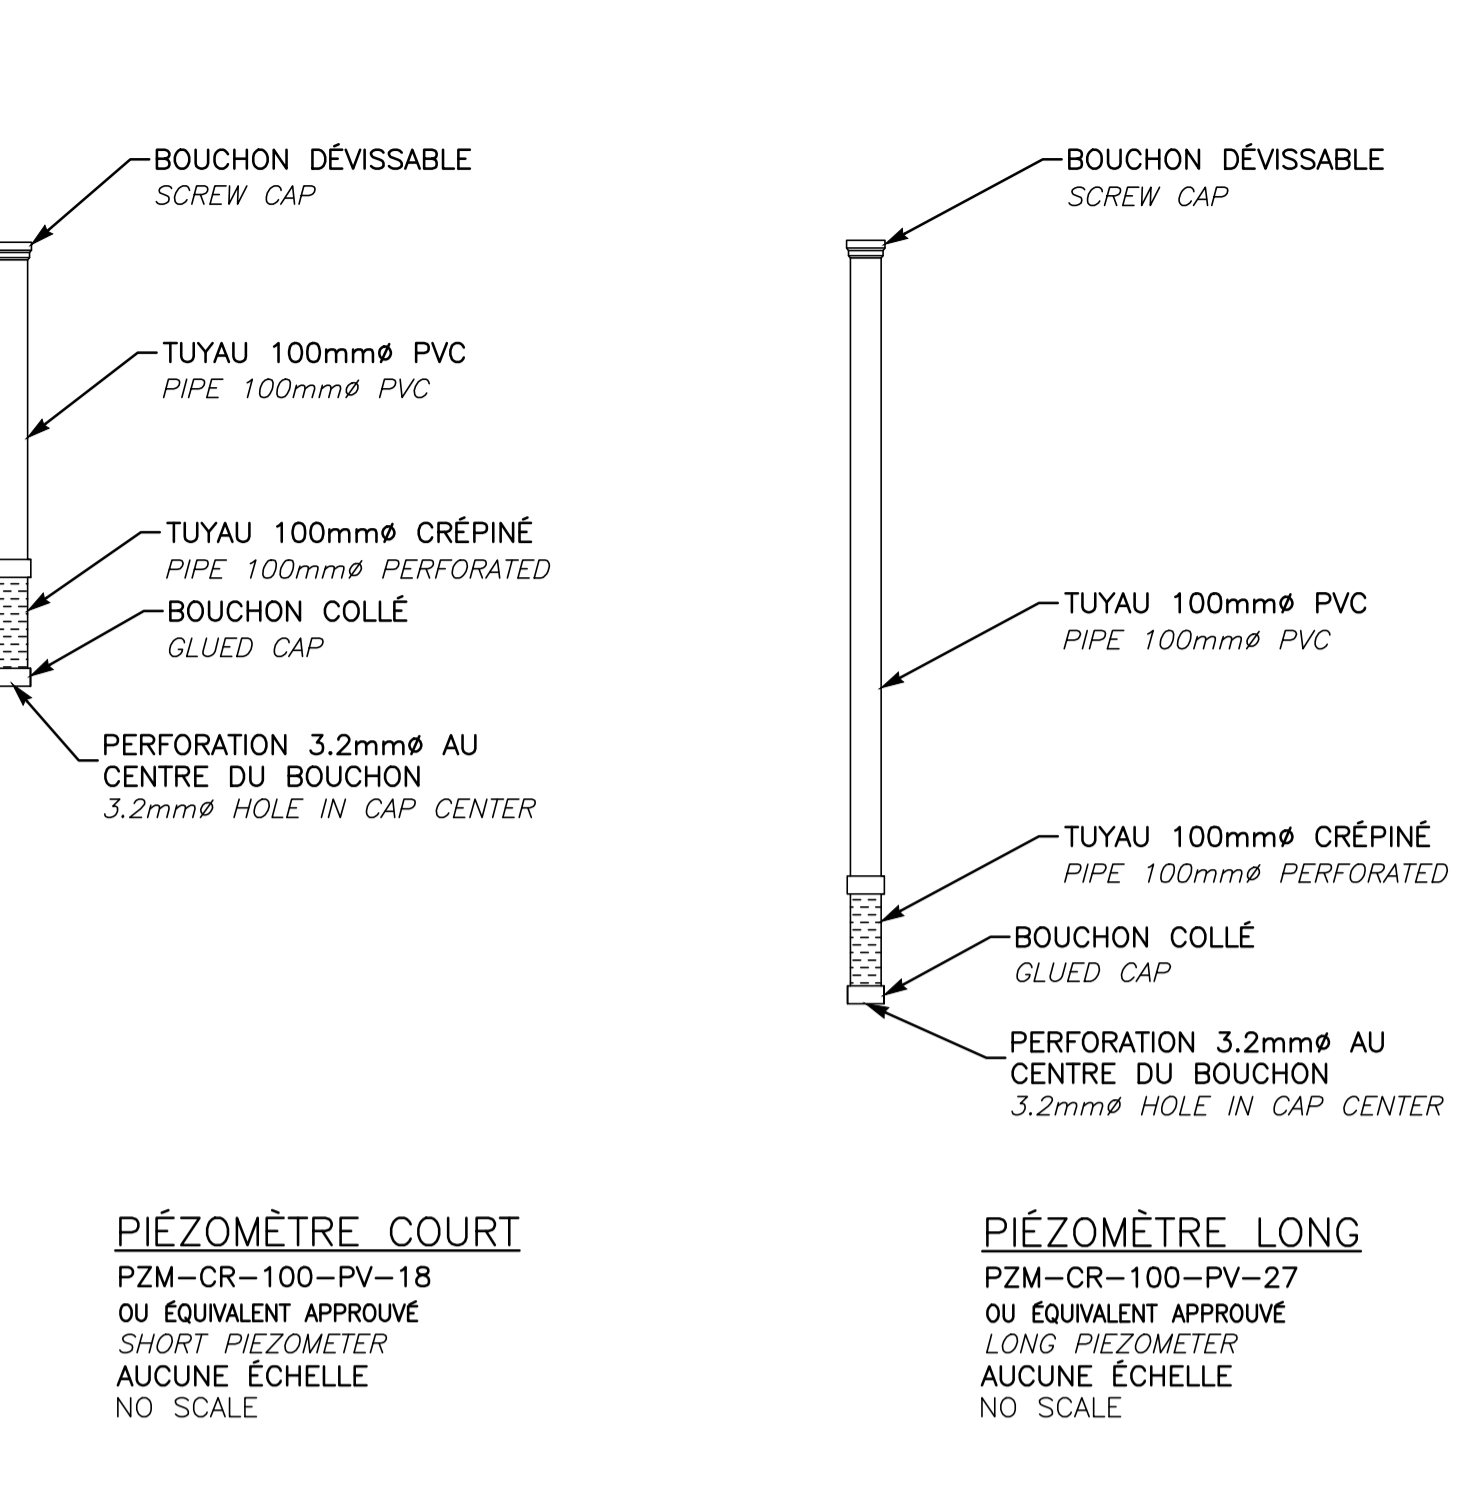 BOUCHON DÉVISSABLE
SCREW CAP
TUYAU 100mmø PVC
PIPE 100mmø PVC
TUYAU 100mmø CRÉPINÉ
PIPE 100mmø PERFORATED
BOUCHON COLLÉ
GLUED CAP
PERFORATION 3.2mmø AU
CENTRE DU BOUCHON
3.2mmø HOLE IN CAP CENTER
PIÉZOMÈTRE COURT
PZM-CR-100-PV-18
OU ÉQUIVALENT APPROUVÉ
SHORT PIEZOMETER
AUCUNE ÉCHELLE
NO SCALE
BOUCHON DÉVISSABLE
SCREW CAP
TUYAU 100mmø PVC
PIPE 100mmø PVC
TUYAU 100mmø CRÉPINÉ
PIPE 100mmø PERFORATED
BOUCHON COLLÉ
GLUED CAP
PERFORATION 3.2mmø AU
CENTRE DU BOUCHON
3.2mmø HOLE IN CAP CENTER
PIÉZOMÈTRE LONG
PZM-CR-100-PV-27
OU ÉQUIVALENT APPROUVÉ
LONG PIEZOMETER
AUCUNE ÉCHELLE
NO SCALE